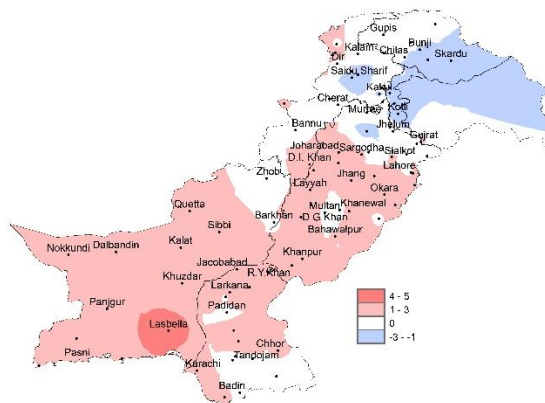 Gupis
Kalam
Chilas
Bunji
Skardu
Dir
Saidu Sharif
Cherat
Kotli
Bannu
Jhelum
Gujrat
Joharabad
Sargodha
Sialkot
D.I. Khan
Lahore
Zhob
Layyah
Jhang
Okara
Quetta
Multan
Khanewal
Barkhan
D G Khan
Sibbi
Bahawalpur
Nokkundi
Dalbandin
Kalat
Khanpur
Jacobabad
R.Y.Khan
Khuzdar
Larkana
Panjgur
Padidan
Lasbella
Chhor
Pasni
Karachi
Tandojam
Badin
4 - 5
1 - 3
0
-3 - -1